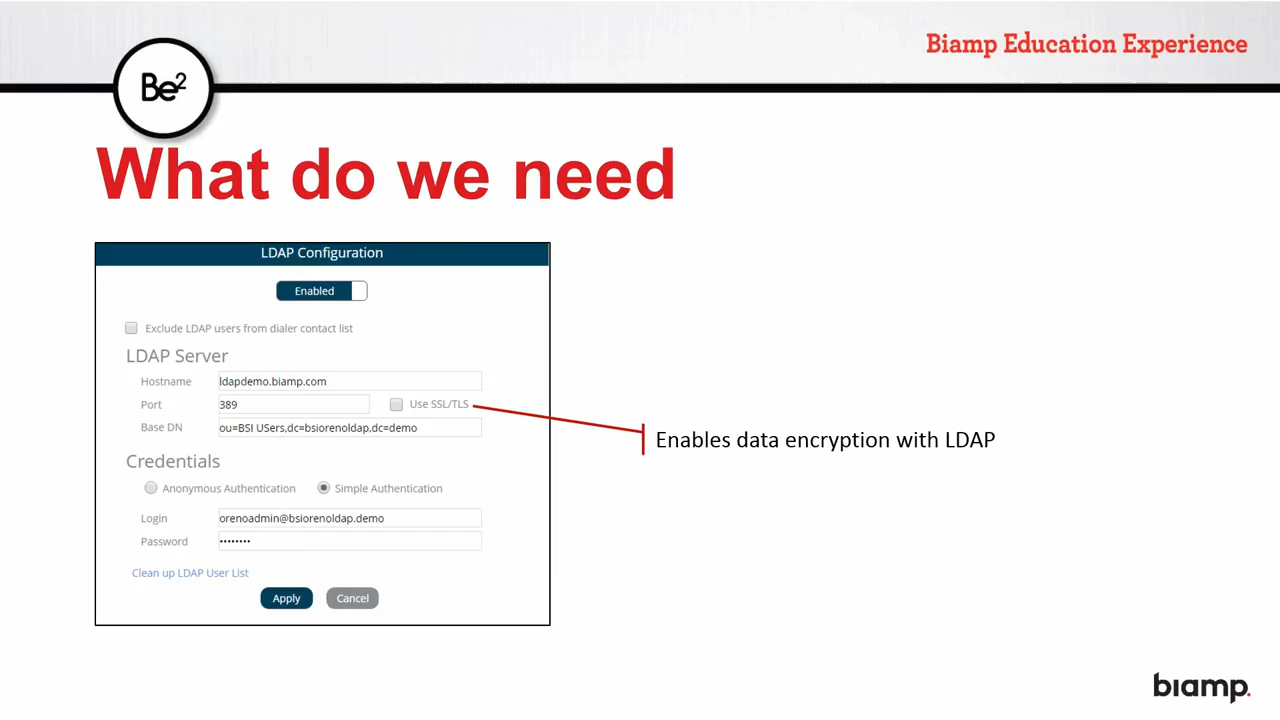 Biamp Education Experience
Be²
What do we need
LDAP Configuration
Enabled
Exclude LDAP users from dialer contact list
LDAP Server
Hostname ldapdemo.biamp.com
Port 389 Use SSL/TLS
Base DN ou=BSI USers,dc=bsiorenoldap,dc=demo
Enables data encryption with LDAP
Credentials
Anonymous Authentication Simple Authentication
Login orenoadmin@bsiorenoldap.demo
Password ••••••••
Clean up LDAP User List
Apply Cancel
biamp.